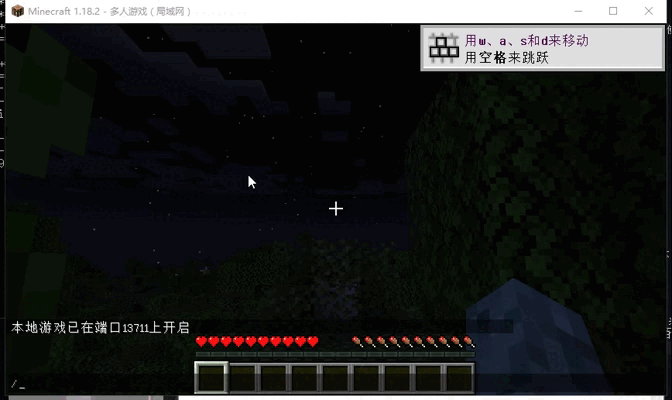 Minecraft 1.18.2 - 多人游戏（局域网）
用w、a、s和d来移动
用空格来跳跃
本地游戏已在端口13711上开启
/_